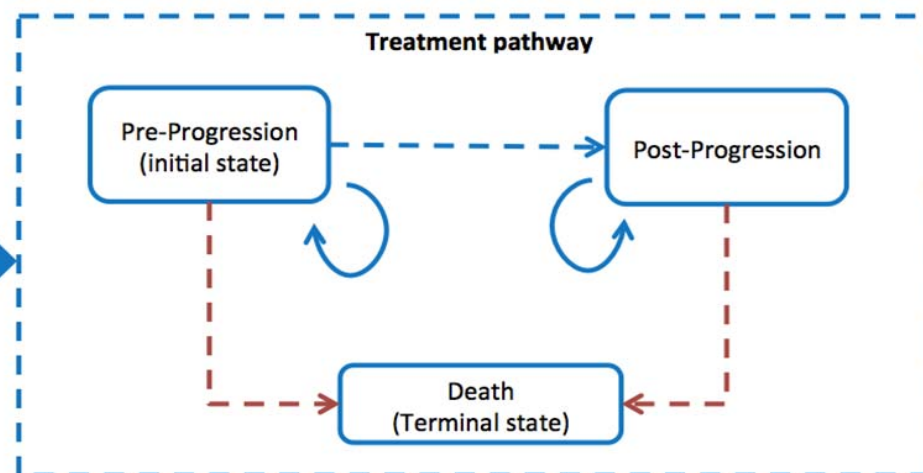 Treatment pathway
Pre-Progression
(initial state)
Post-Progression
Death
(Terminal state)